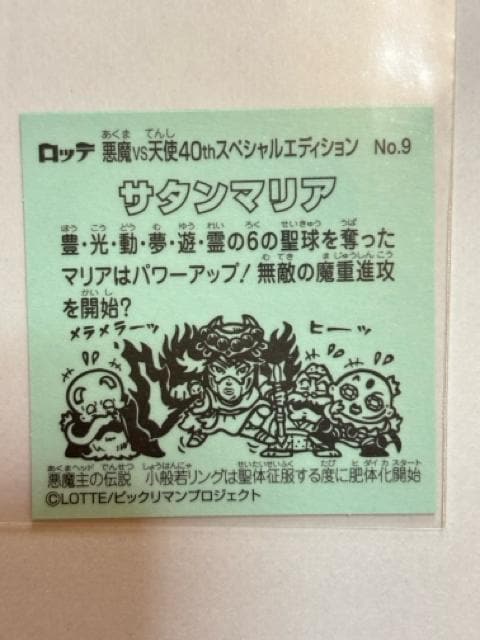 ロッテ 悪魔VS天使40thスペシャルエディション No.9
サタンマリア
豊・光・動・夢・遊・霊の6の聖球を奪った
マリアはパワーアップ！無敵の魔重進攻
を開始？
メラメラーッ
ヒーッ
悪魔主の伝説 小般若リングは聖体征服する度に肥体化開始
©LOTTE/ビックリマンプロジェクト